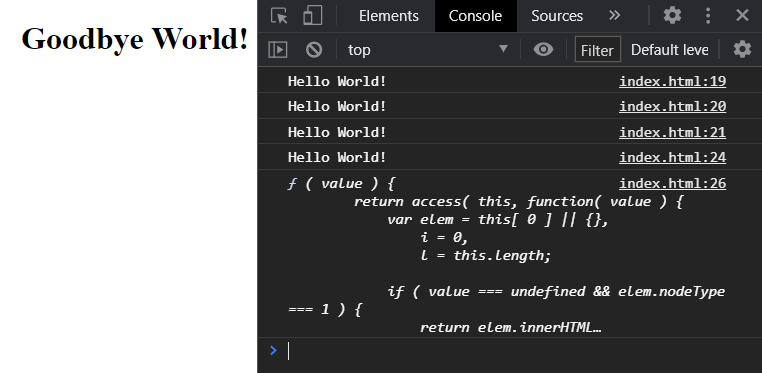 Goodbye World!
Elements Console Sources »
top Filter Default leve
Hello World! index.html:19
Hello World! index.html:20
Hello World! index.html:21
Hello World! index.html:24
ƒ ( value ) { index.html:26
return access( this, function( value ) {
var elem = this[ 0 ] || {},
i = 0,
l = this.length;
if ( value === undefined && elem.nodeType
=== 1 ) {
return elem.innerHTML…
>